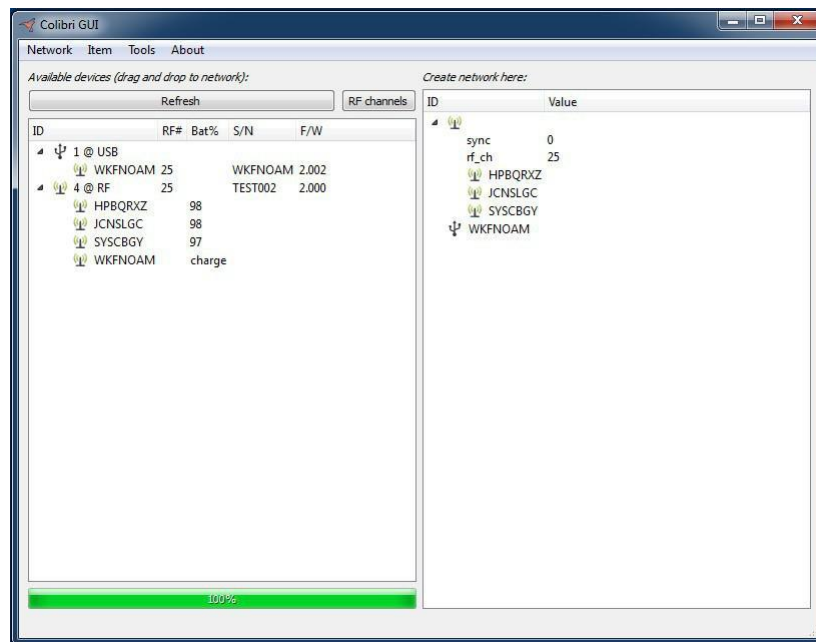 Colibri GUI
Network Item Tools About
Available devices (drag and drop to network):
Refresh RF channels
ID RF# Bat% S/N F/W
1 @ USB
WKFNOAM 25 WKFNOAM 2.002
4 @ RF 25 TEST002 2.000
HPBQRXZ 98
JCNSLGC 98
SYSCBGY 97
WKFNOAM charge
100%
Create network here:
ID Value
sync 0
rf_ch 25
HPBQRXZ
JCNSLGC
SYSCBGY
WKFNOAM